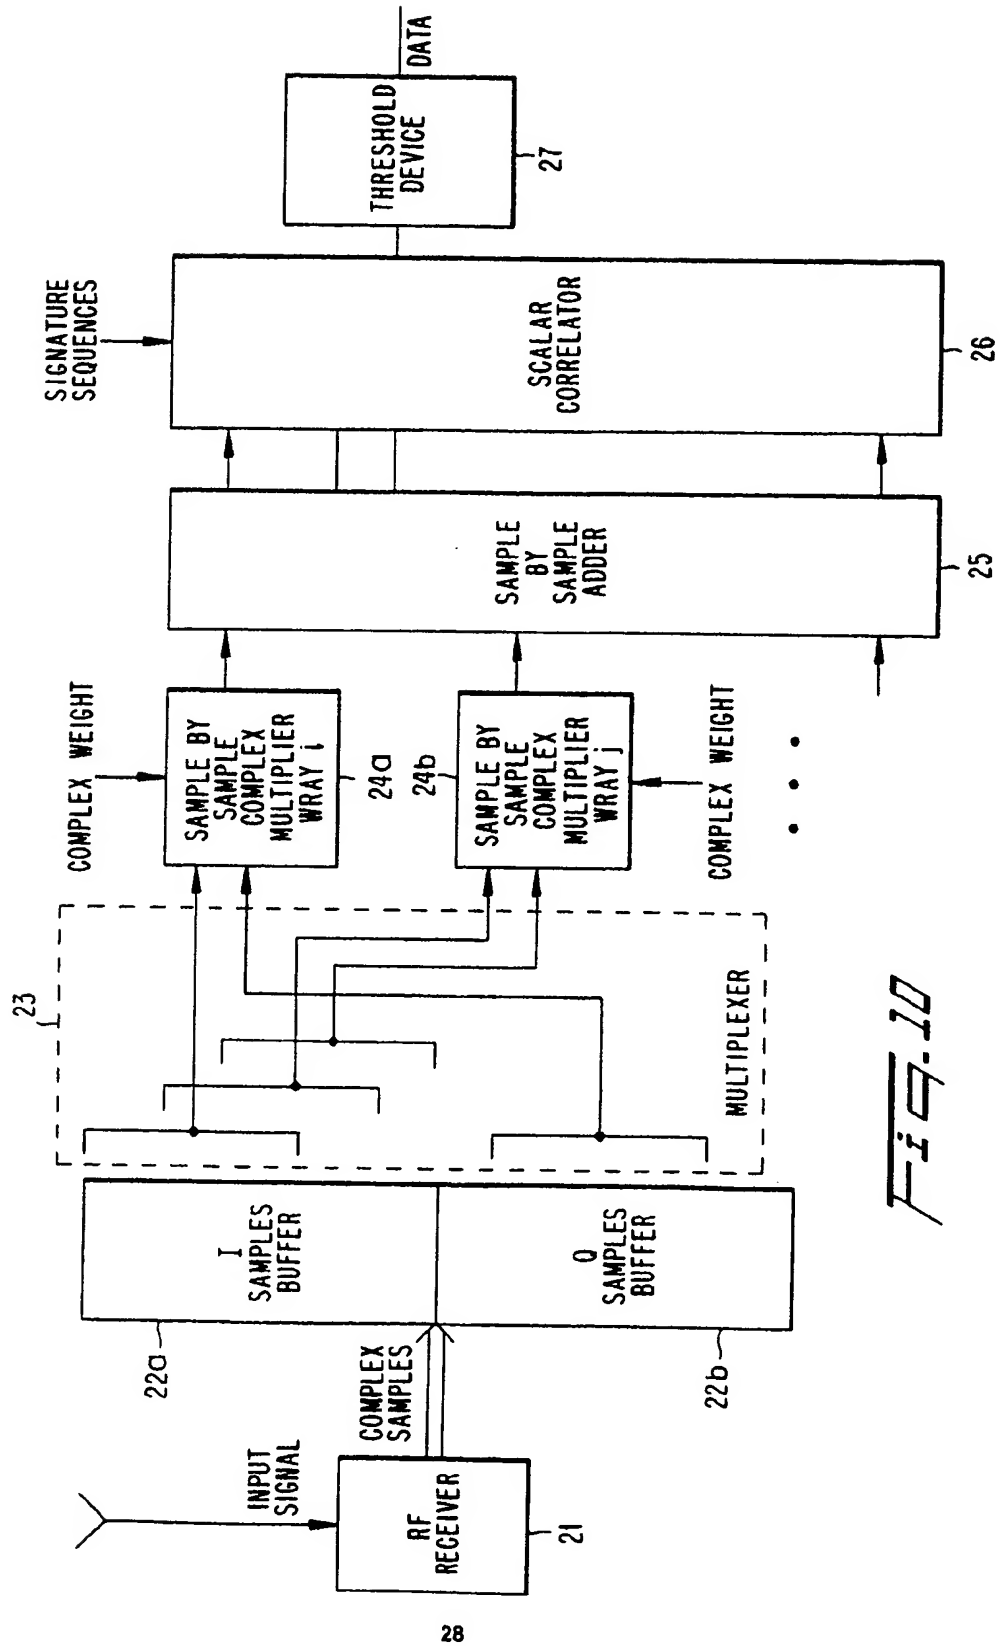 INPUT
SIGNAL
RF
RECEIVER
21
COMPLEX
SAMPLES
22a
I
SAMPLES
BUFFER
Q
SAMPLES
BUFFER
22b
23
MULTIPLEXER
COMPLEX WEIGHT
SAMPLE BY
SAMPLE
COMPLEX
MULTIPLIER
WRAY i
24a
24b
SAMPLE BY
SAMPLE
COMPLEX
MULTIPLIER
WRAY j
COMPLEX WEIGHT
SAMPLE
BY
SAMPLE
ADDER
25
SIGNATURE
SEQUENCES
SCALAR
CORRELATOR
26
THRESHOLD
DEVICE
27
DATA
Fig. 10
28